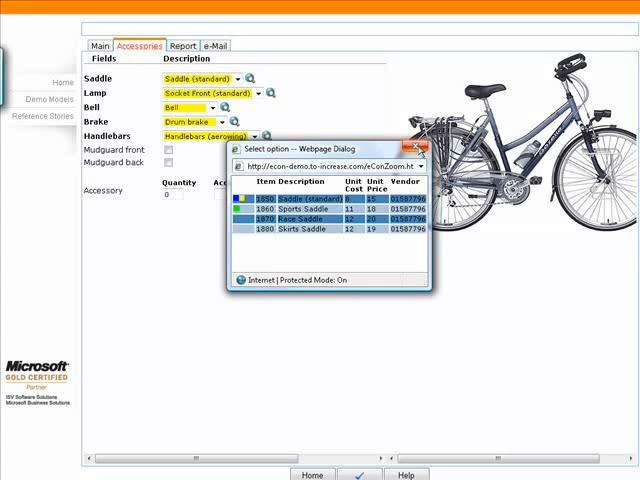 Main Accessories Report e-Mail
Fields Description
Home
Demo Models
Reference Stories
Saddle Saddle (standard)
Lamp Socket Front (standard)
Bell Bell
Brake Drum brake
Handlebars Handlebars (aerowing)
Mudguard front
Mudguard back
Quantity Acc
Accessory 0
Select option -- Webpage Dialog
http://econ-demo.to-increase.com/eConZoom.ht
Item Description Unit Cost Unit Price Vendor
1850 Saddle (standard) 8 15 01587796
1860 Sports Saddle 11 18 01587796
1870 Race Saddle 12 20 01587796
1880 Skirts Saddle 12 19 01587796
Internet | Protected Mode: On
Microsoft
GOLD CERTIFIED
Partner
ISV/Software Solutions
Microsoft Business Solutions
Home Help